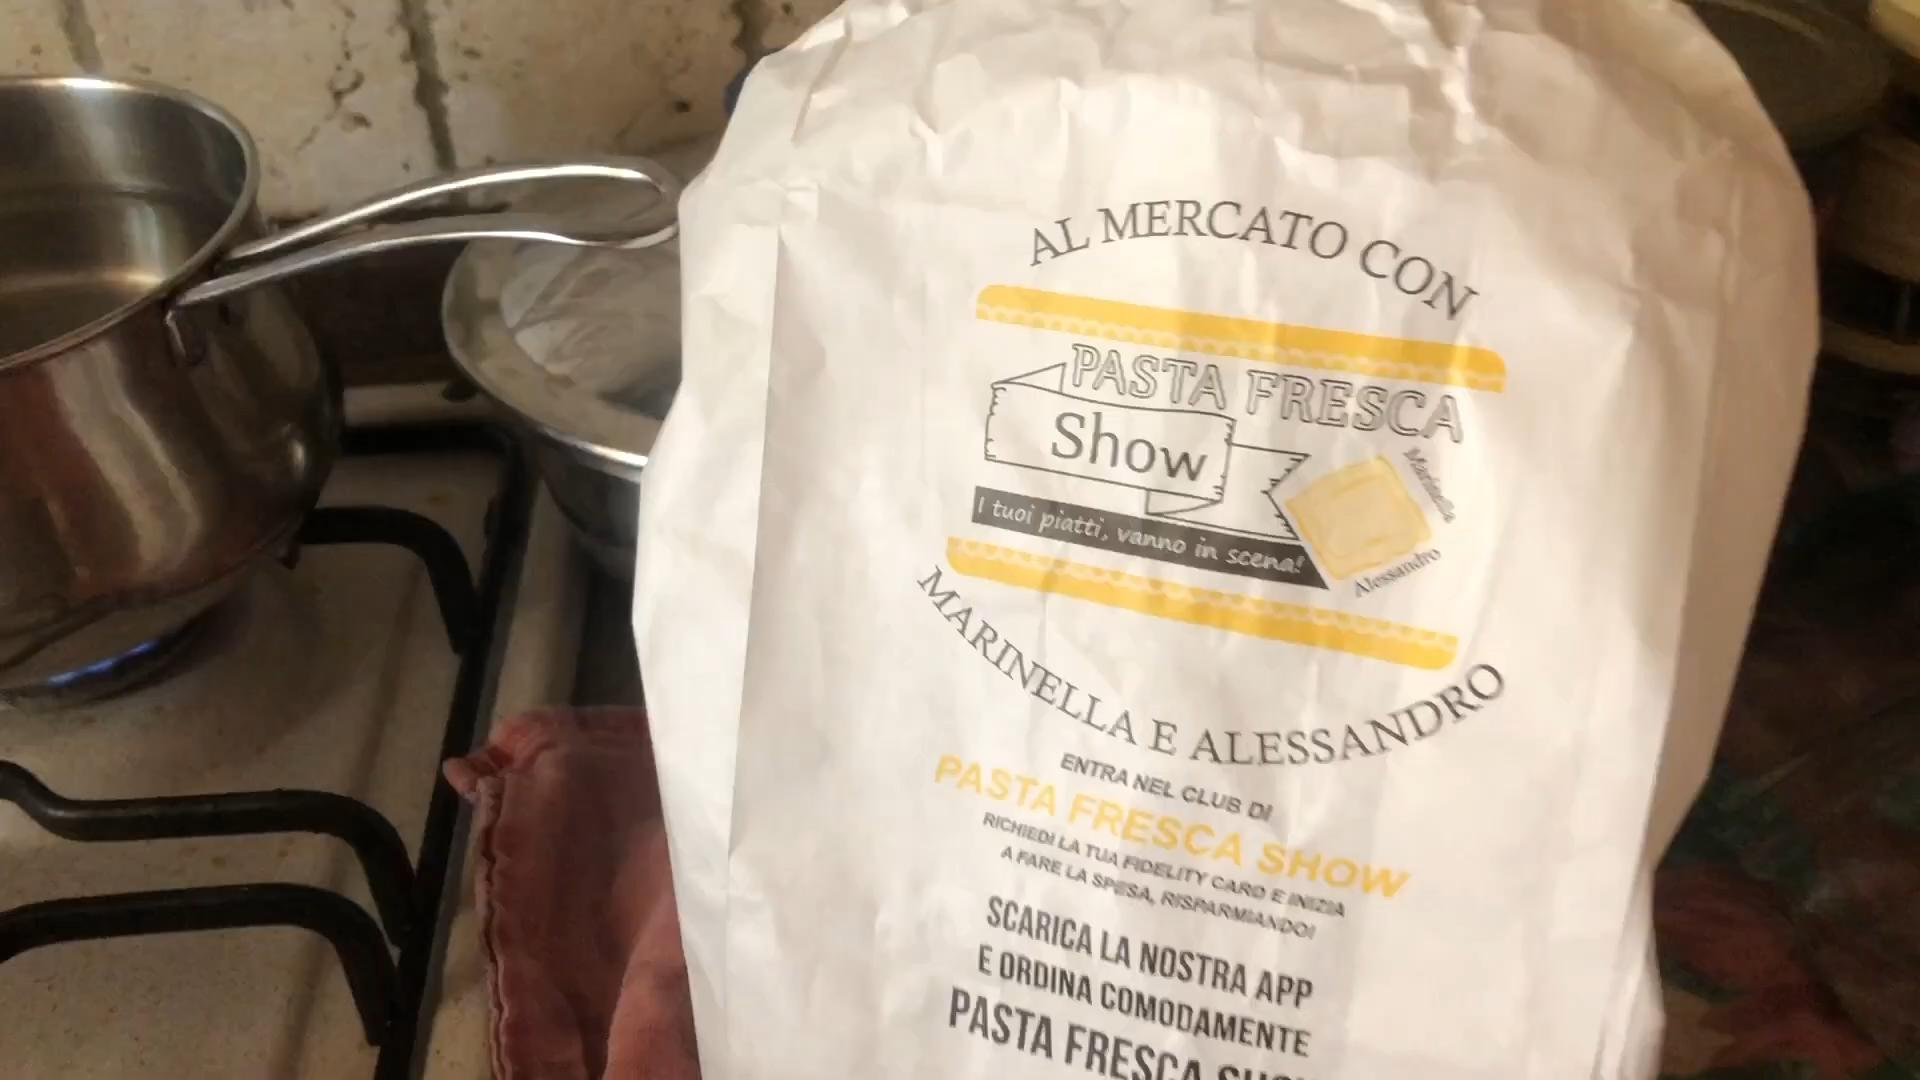 AL MERCATO CON
PASTA FRESCA
Show
I tuoi piatti, vanno in scena!
Marinella
Alessandro
MARINELLA E ALESSANDRO
ENTRA NEL CLUB DI
PASTA FRESCA SHOW
RICHIEDI LA TUA FIDELITY CARD E INIZIA
A FARE LA SPESA, RISPARMIANDO!
SCARICA LA NOSTRA APP
E ORDINA COMODAMENTE
PASTA FRESCA SHOW